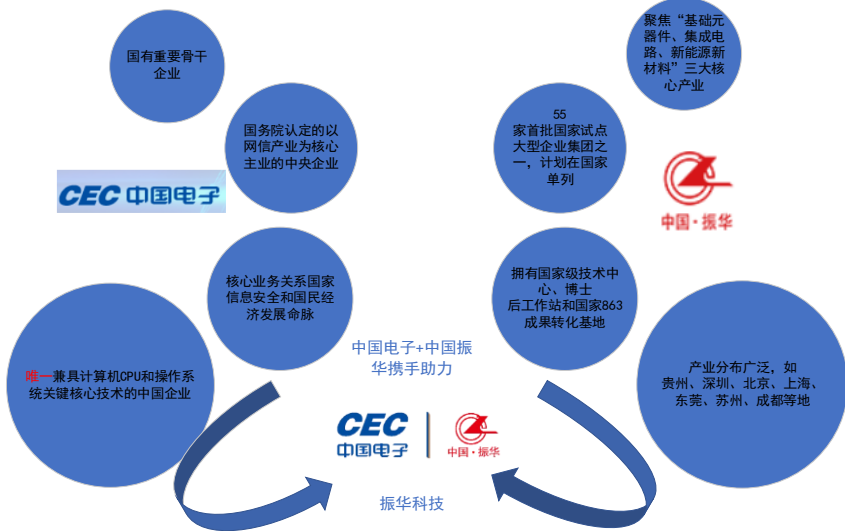 国有重要骨干
企业
国务院认定的以
网信产业为核心
主业的中央企业
CEC 中国电子
核心业务关系国家
信息安全和国民经
济发展命脉
唯一兼具计算机CPU和操作系
统关键核心技术的中国企业
聚焦“基础元
器件、集成电
路、新能源新
材料”三大核
心产业
55
家首批国家试点
大型企业集团之
一，计划在国家
单列
中国·振华
拥有国家级技术中
心、博士
后工作站和国家863
成果转化基地
产业分布广泛，如
贵州、深圳、北京、上海、
东莞、苏州、成都等地
中国电子+中国振
华携手助力
CEC
中国电子
中国·振华
振华科技